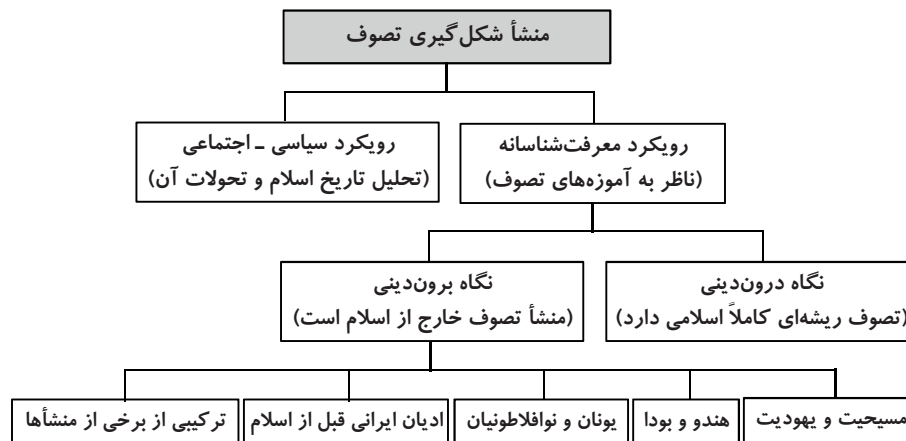 منشأ شکل‌گیری تصوف
رویکرد معرفت‌شناسانه
(ناظر به آموزه‌های تصوف)
رویکرد سیاسی ـ اجتماعی
(تحلیل تاریخ اسلام و تحولات آن)
نگاه درون‌دینی
(تصوف ریشه‌ای کاملاً اسلامی دارد)
نگاه برون‌دینی
(منشأ تصوف خارج از اسلام است)
مسیحیت و یهودیت
هندو و بودا
یونان و نوافلاطونیان
ادیان ایرانی قبل از اسلام
ترکیبی از برخی از منشأها